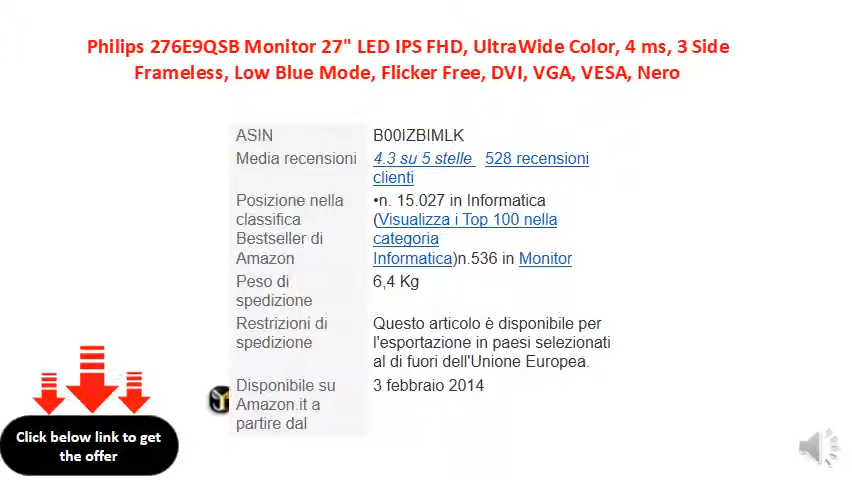 Philips 276E9QSB Monitor 27" LED IPS FHD, UltraWide Color, 4 ms, 3 Side
Frameless, Low Blue Mode, Flicker Free, DVI, VGA, VESA, Nero
ASIN B00IZBIMLK
Media recensioni 4.3 su 5 stelle 528 recensioni
clienti
Posizione nella •n. 15.027 in Informatica
classifica (Visualizza i Top 100 nella
Bestseller di categoria
Amazon Informatica)n.536 in Monitor
Peso di 6,4 Kg
spedizione
Restrizioni di Questo articolo è disponibile per
spedizione l'esportazione in paesi selezionati
al di fuori dell'Unione Europea.
Disponibile su 3 febbraio 2014
Amazon.it a
partire dal
Click below link to get
the offer